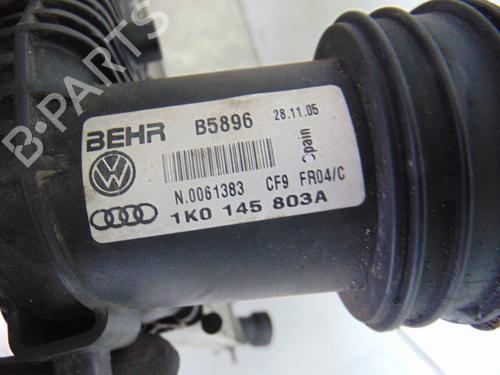 BEHR B5896 28.11.05
Spain
N.0061383 CF9 FR04/C
1K0 145 803A
B-PARTS